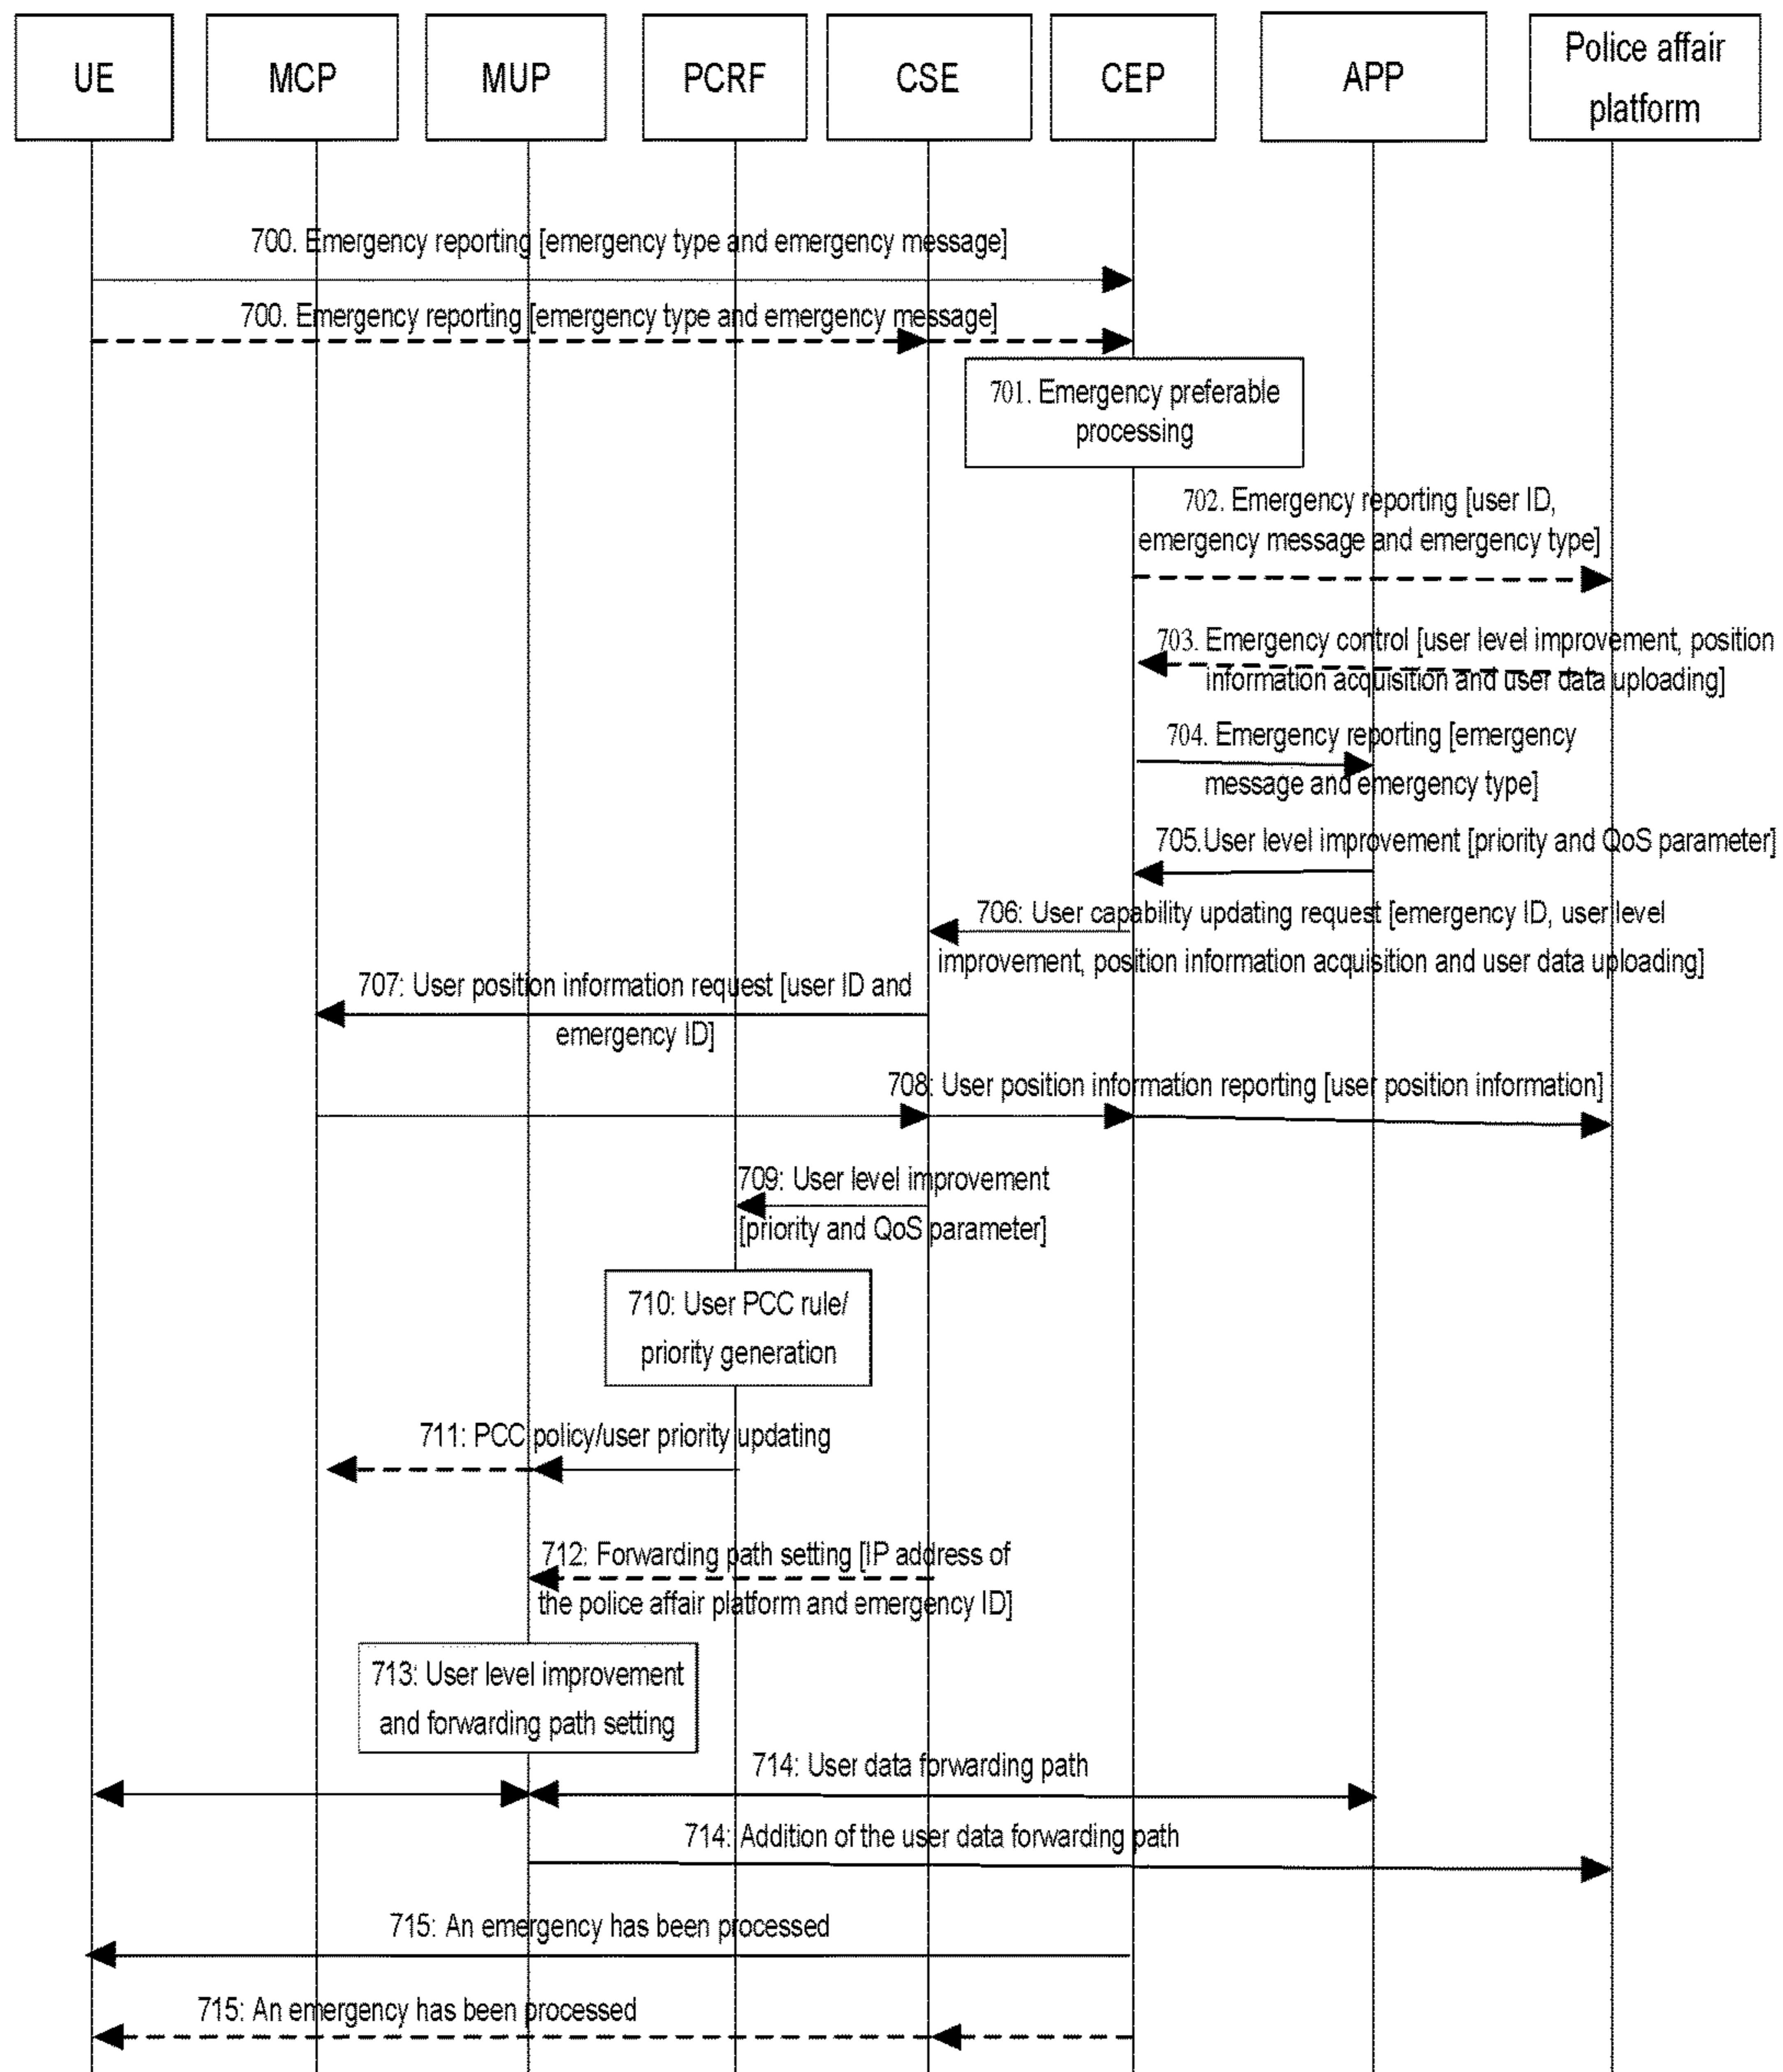 UE
MCP
MUP
PCRF
CSE
CEP
APP
Police affair
platform
700. Emergency reporting [emergency type and emergency message]
700. Emergency reporting [emergency type and emergency message]
701. Emergency preferable
processing
702. Emergency reporting [user ID,
emergency message and emergency type]
703. Emergency control [user level improvement, position
information acquisition and user data uploading]
704. Emergency reporting [emergency
message and emergency type]
705.User level improvement [priority and QoS parameter]
706: User capability updating request [emergency ID, user level
improvement, position information acquisition and user data uploading]
707: User position information request [user ID and
emergency ID]
708: User position information reporting [user position information]
709: User level improvement
[priority and QoS parameter]
710: User PCC rule/
priority generation
711: PCC policy/user priority updating
712: Forwarding path setting [IP address of
the police affair platform and emergency ID]
713: User level improvement
and forwarding path setting
714: User data forwarding path
714: Addition of the user data forwarding path
715: An emergency has been processed
715: An emergency has been processed